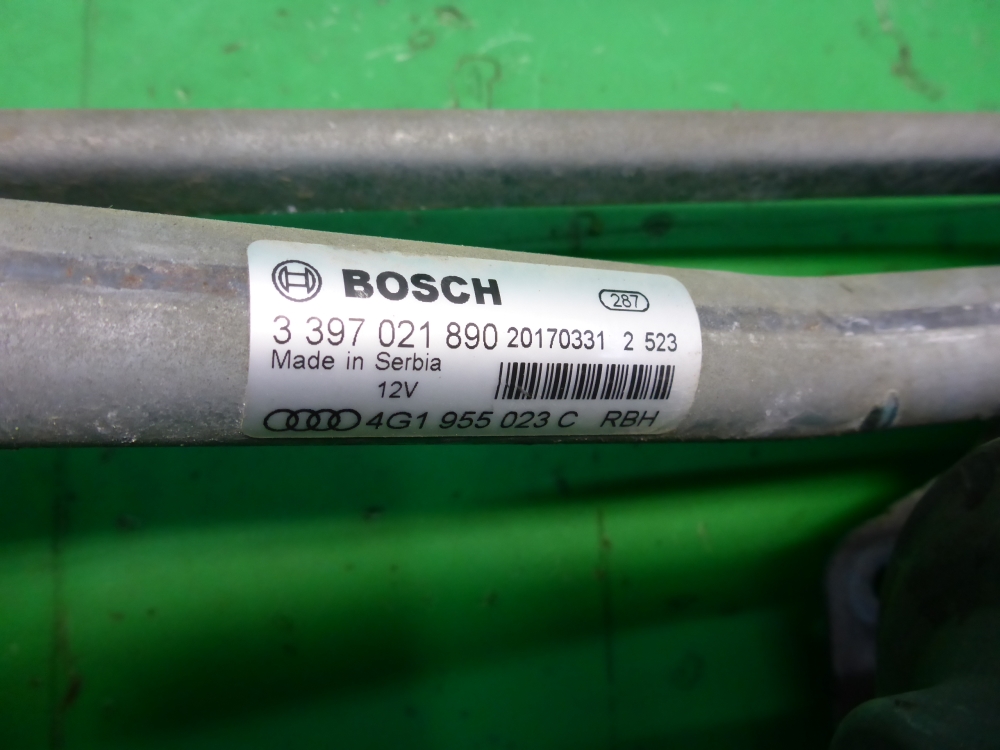 BOSCH 287
3 397 021 890 20170331 2 523
Made in Serbia
12V
4G1 955 023 C RBH